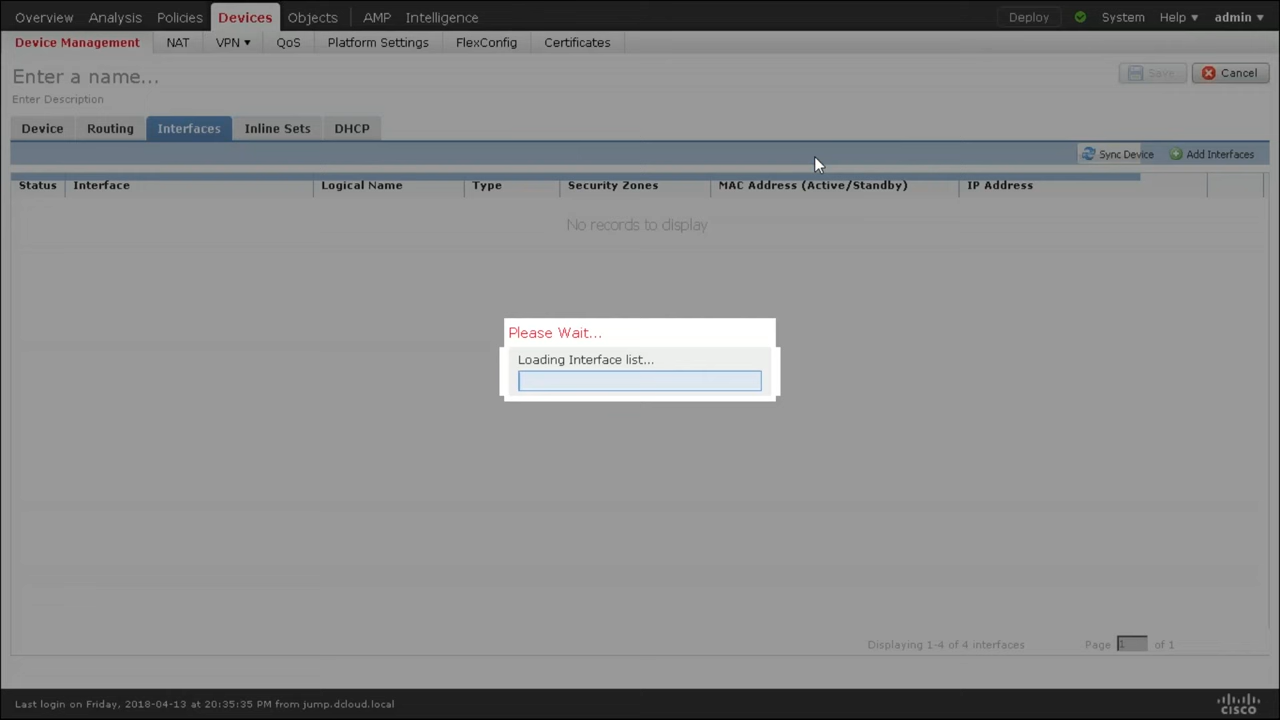 Overview Analysis Policies Devices Objects AMP Intelligence Deploy System Help ▾ admin ▾
Device Management NAT VPN ▾ QoS Platform Settings FlexConfig Certificates
Enter a name... Save Cancel
Enter Description
Device Routing Interfaces Inline Sets DHCP
Sync Device Add Interfaces
Status Interface Logical Name Type Security Zones MAC Address (Active/Standby) IP Address
No records to display
Please Wait...
Loading Interface list...
Displaying 1-4 of 4 interfaces Page 1 of 1
Last login on Friday, 2018-04-13 at 20:35:35 PM from jump.dcloud.local
CISCO